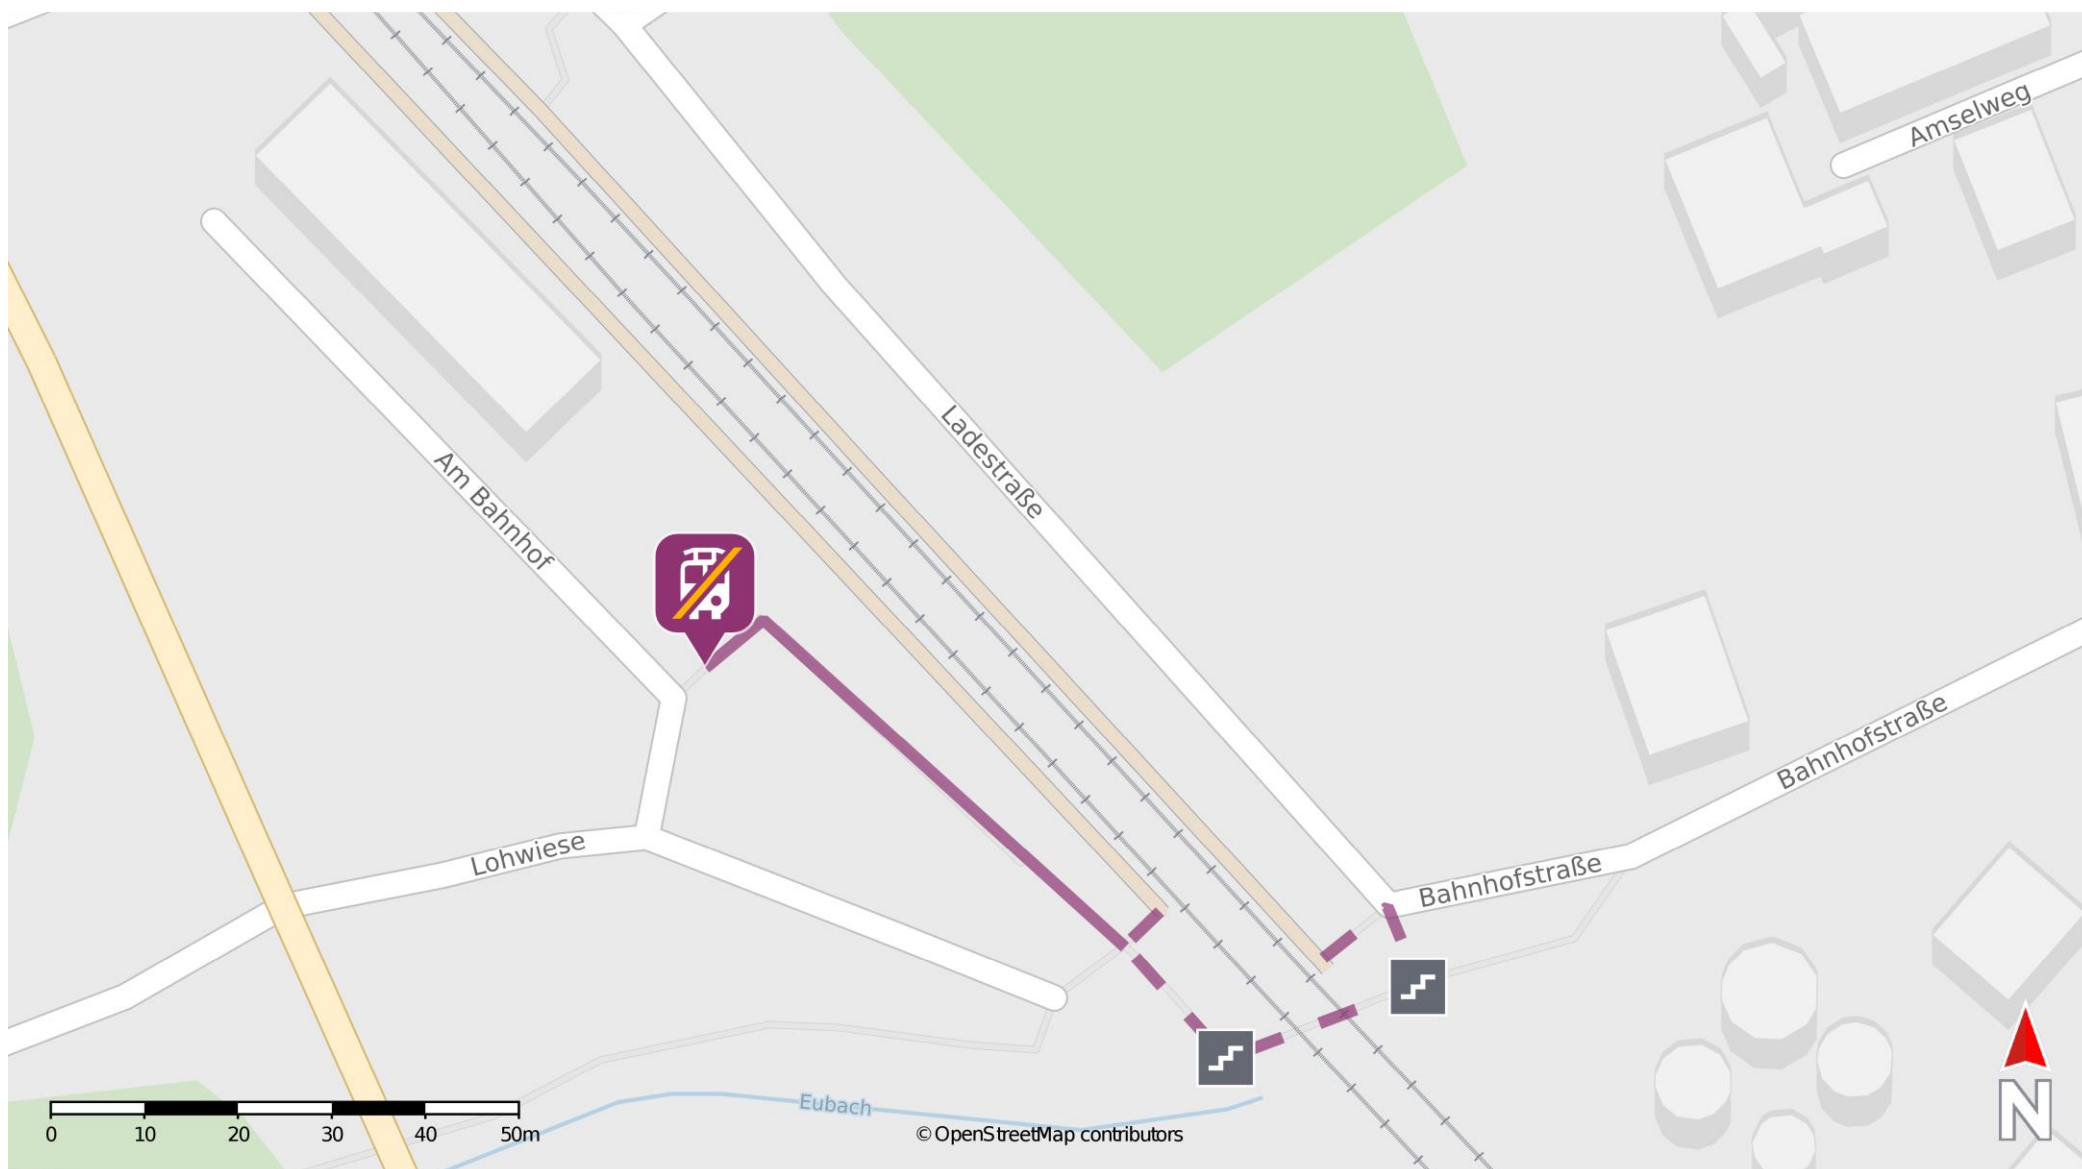 Amselweg
Ladestraße
Am Bahnhof
Bahnhofstraße
Lohwiese
Bahnhofstraße
Eubach
0 10 20 30 40 50m
© OpenStreetMap contributors
N